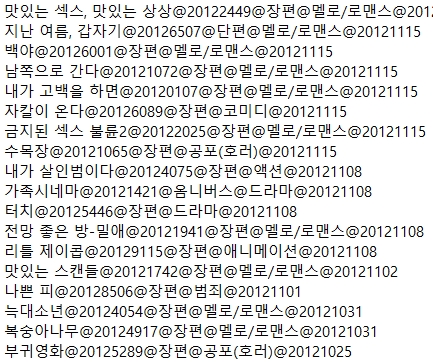 맛있는 섹스, 맛있는 상상@20122449@장편@멜로/로맨스@201
지난 여름, 갑자기@20126507@단편@멜로/로맨스@20121115
백야@20126001@장편@멜로/로맨스@20121115
남쪽으로 간다@20121072@장편@멜로/로맨스@20121115
내가 고백을 하면@20120107@장편@멜로/로맨스@20121115
자칼이 온다@20126089@장편@코미디@20121115
금지된 섹스 불륜2@20122025@장편@멜로/로맨스@20121115
수목장@20121065@장편@공포(호러)@20121115
내가 살인범이다@20124075@장편@액션@20121108
가족시네마@20121421@옴니버스@드라마@20121108
터치@20125446@장편@드라마@20121108
전망 좋은 방-밀애@20121941@장편@멜로/로맨스@20121108
리틀 제이콥@20129115@장편@애니메이션@20121108
맛있는 스캔들@20121742@장편@멜로/로맨스@20121102
나쁜 피@20128506@장편@범죄@20121101
늑대소년@20124054@장편@멜로/로맨스@20121031
복숭아나무@20124917@장편@멜로/로맨스@20121031
부귀영화@20125289@장편@공포(호러)@20121025